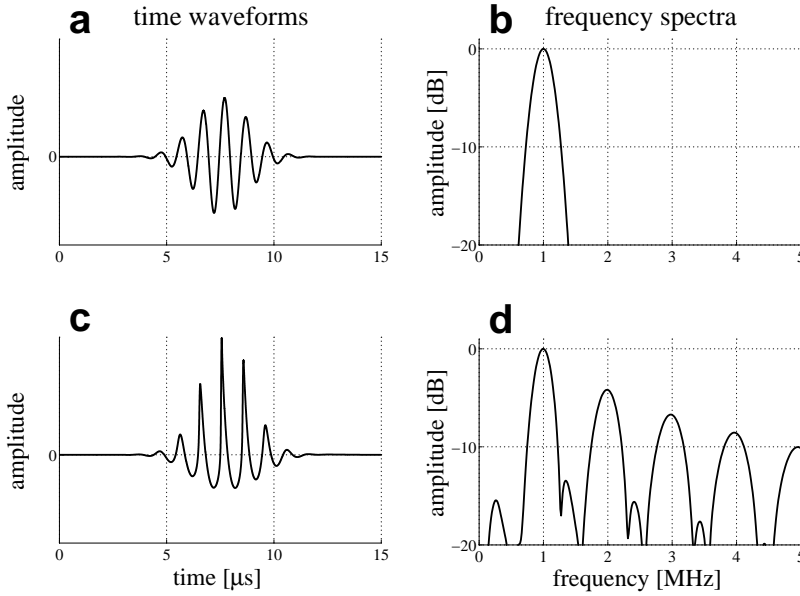 a
time waveforms
amplitude
0
0
5
10
15
b
frequency spectra
amplitude [dB]
0
−10
−20
0
1
2
3
4
5
c
amplitude
0
0
5
10
15
time [μs]
d
amplitude [dB]
0
−10
−20
0
1
2
3
4
5
frequency [MHz]